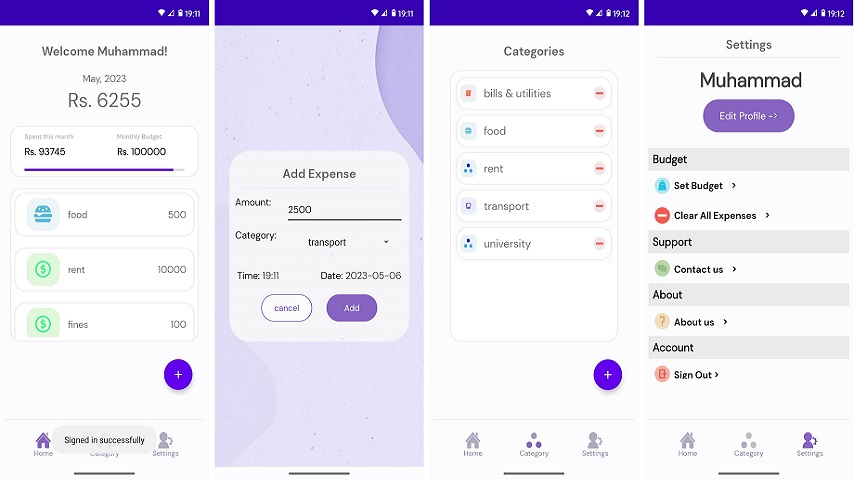 19:11
Welcome Muhammad!
May, 2023
Rs. 6255
Spent this month
Monthly Budget
Rs. 93745
Rs. 100000
food
500
rent
10000
fines
100
+
Signed in successfully
Home
Category
Settings
19:11
Add Expense
Amount:
2500
Category:
transport
Time: 19:11
Date: 2023-05-06
cancel
Add
19:12
Categories
bills & utilities
food
rent
transport
university
+
Home
Category
Settings
19:12
Settings
Muhammad
Edit Profile ->
Budget
Set Budget >
Clear All Expenses >
Support
Contact us >
About
About us >
Account
Sign Out >
Home
Category
Settings